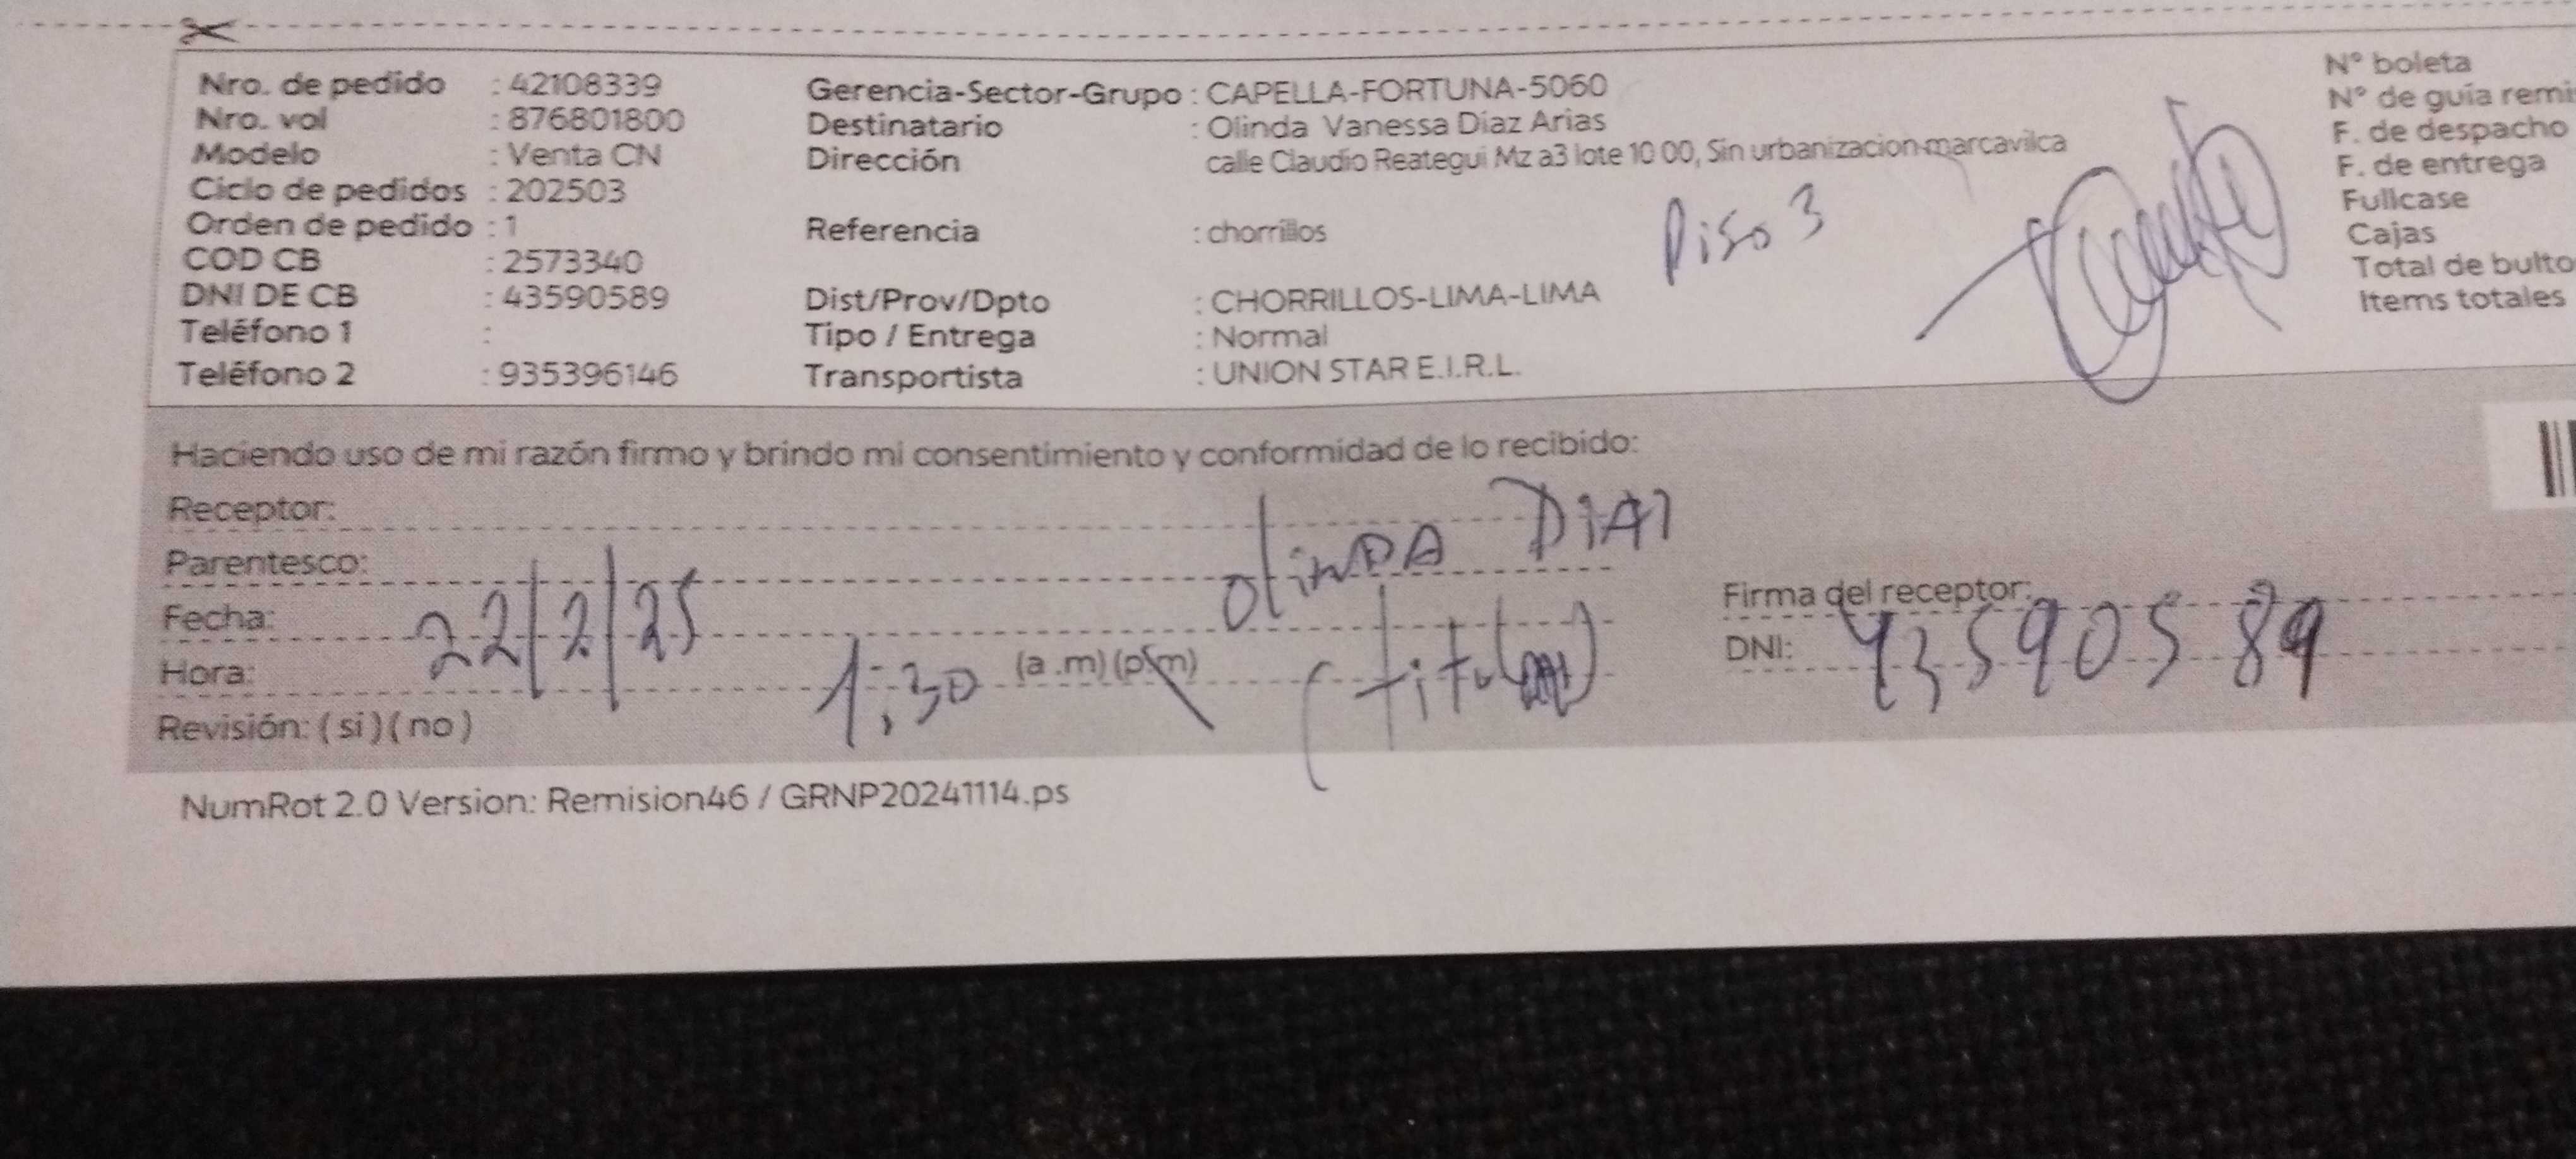 Nro. de pedido : 42108339 Gerencia-Sector-Grupo : CAPELLA-FORTUNA-5060 N° boleta
Nro. vol : 876801800 Destinatario : Olinda Vanessa Diaz Arias N° de guía remi
Modelo : Venta CN Dirección calle Claudio Reategui Mz a3 lote 10 00, Sin urbanizacion marcavilca F. de despacho
Ciclo de pedidos : 202503 F. de entrega
Orden de pedido : 1 Referencia : chorrillos Piso 3 Fullcase
COD CB : 2573340 Cajas
DNI DE CB : 43590589 Dist/Prov/Dpto : CHORRILLOS-LIMA-LIMA Total de bulto
Teléfono 1 : Tipo / Entrega : Normal Items totales
Teléfono 2 : 935396146 Transportista : UNION STAR E.I.R.L.
Haciendo uso de mi razón firmo y brindo mi consentimiento y conformidad de lo recibido:
Receptor: olinDA DiAz
Parentesco: (titular)
Fecha: 22/2/25 Firma del receptor:
Hora: 1:30 (a .m) (p.m) DNI: 43590589
Revisión: ( si ) ( no )
NumRot 2.0 Version: Remision46 / GRNP20241114.ps